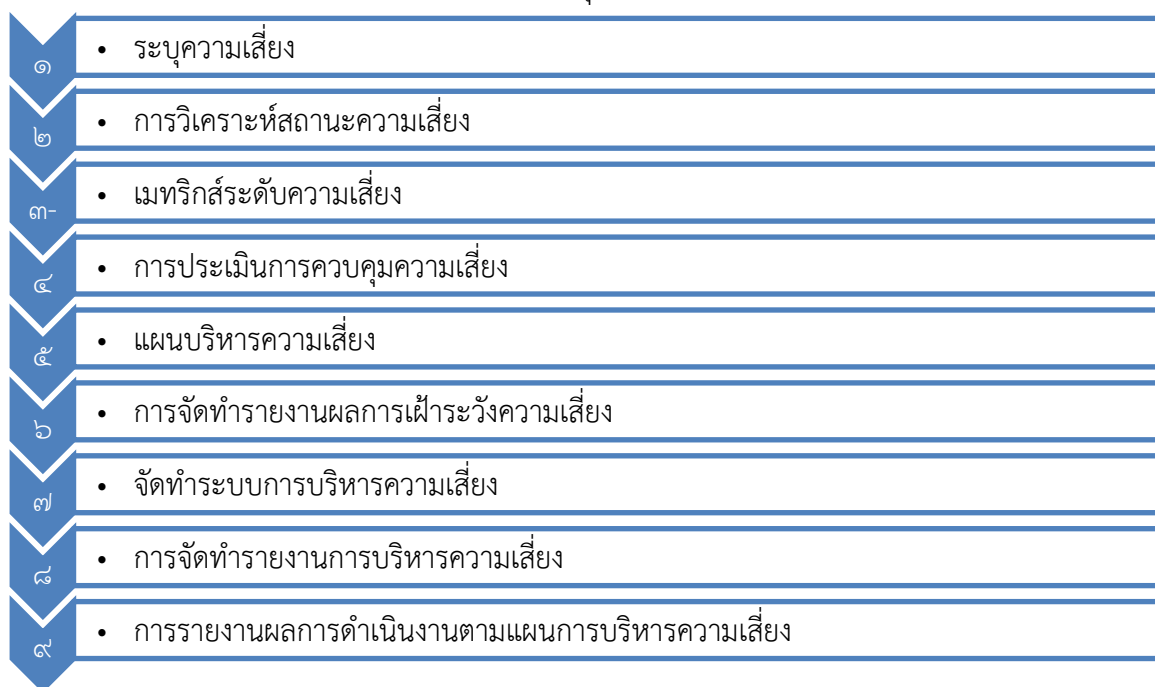 ๑ • ระบุความเสี่ยง
๒ • การวิเคราะห์สถานะความเสี่ยง
๓- • เมทริกส์ระดับความเสี่ยง
๔ • การประเมินการควบคุมความเสี่ยง
๕ • แผนบริหารความเสี่ยง
๖ • การจัดทำรายงานผลการเฝ้าระวังความเสี่ยง
๗ • จัดทำระบบการบริหารความเสี่ยง
๘ • การจัดทำรายงานการบริหารความเสี่ยง
๙ • การรายงานผลการดำเนินงานตามแผนการบริหารความเสี่ยง